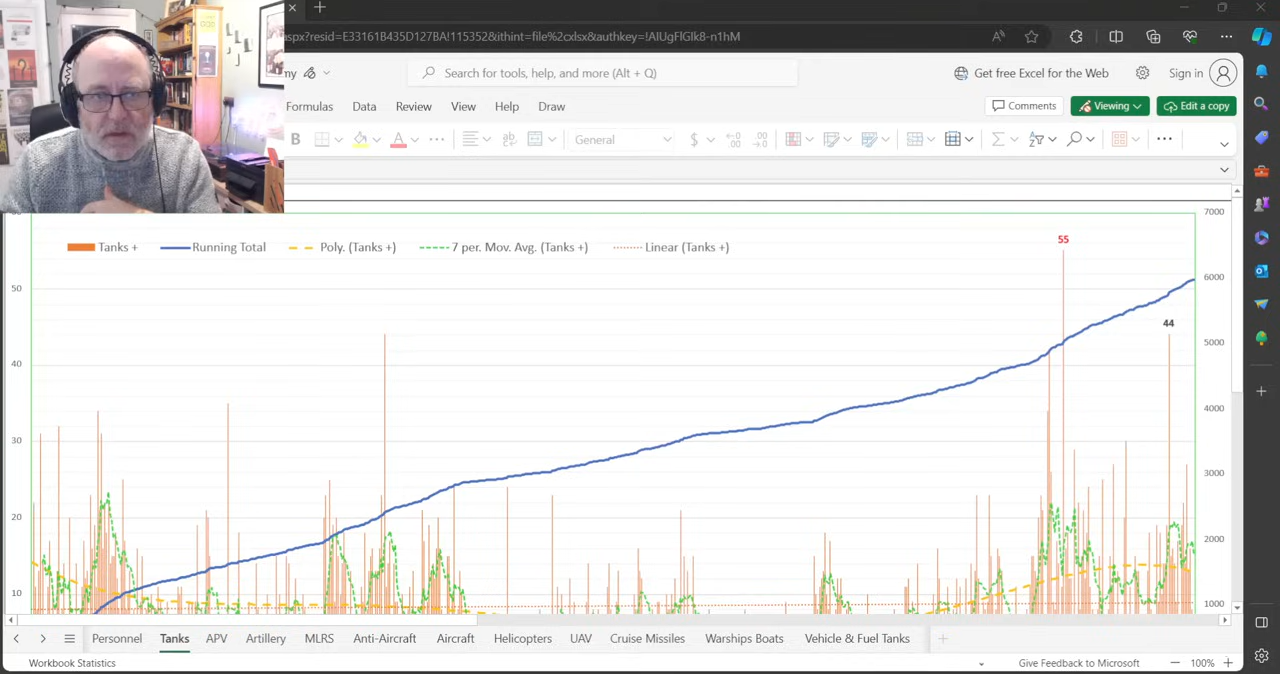 aspx?resid=E33161B435D127BA!115352&ithint=file%2cxlsx&authkey=!AIUgFlGIk8-n1hM
my
Search for tools, help, and more (Alt + Q)
Get free Excel for the Web
Sign in
Formulas Data Review View Help Draw
Comments
Viewing
Edit a copy
B
A
General
$
7000
Tanks +
Running Total
Poly. (Tanks +)
7 per. Mov. Avg. (Tanks +)
Linear (Tanks +)
55
50
6000
44
5000
40
4000
30
3000
20
2000
10
1000
Personnel Tanks APV Artillery MLRS Anti-Aircraft Aircraft Helicopters UAV Cruise Missiles Warships Boats Vehicle & Fuel Tanks
Workbook Statistics
Give Feedback to Microsoft
100%